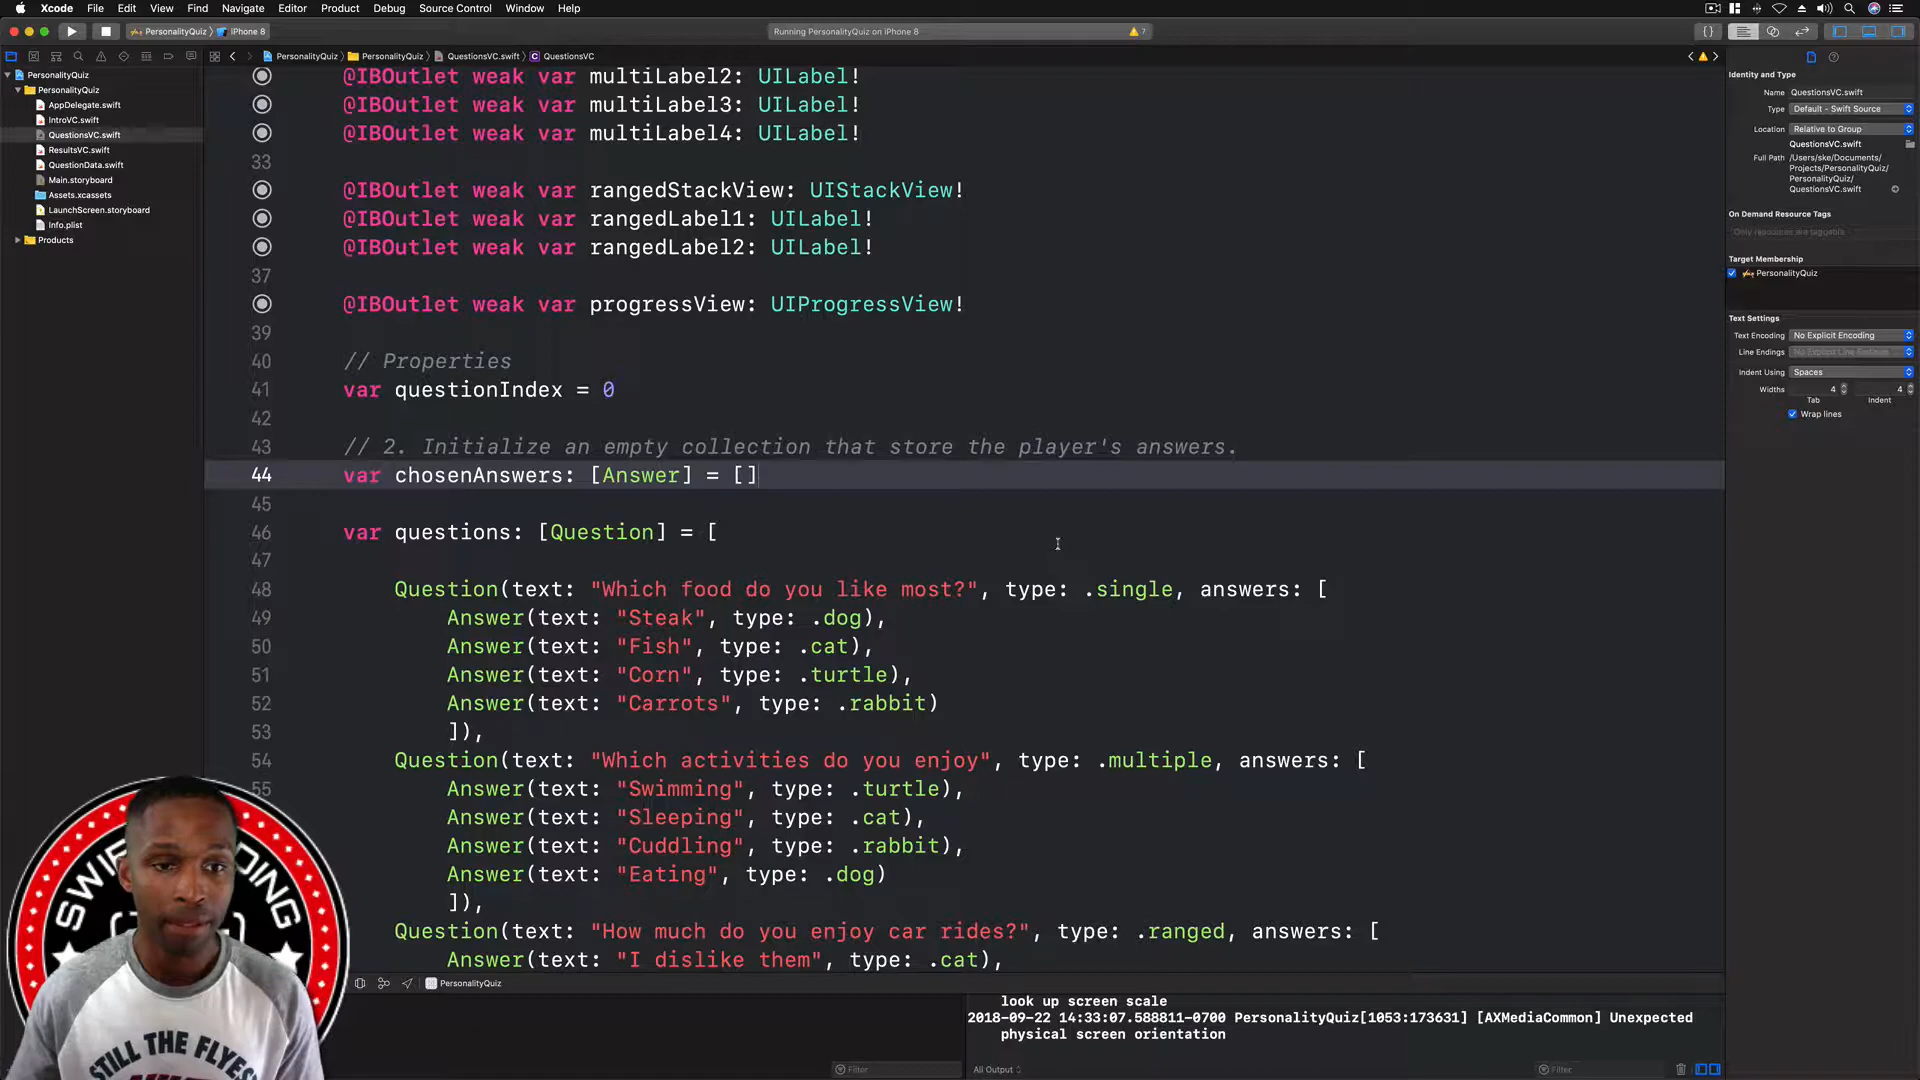 Xcode File Edit View Find Navigate Editor Product Debug Source Control Window Help
PersonalityQuiz iPhone 8
Running PersonalityQuiz on iPhone 8
7
PersonalityQuiz PersonalityQuiz QuestionsVC.swift QuestionsVC
PersonalityQuiz
PersonalityQuiz
AppDelegate.swift
IntroVC.swift
QuestionsVC.swift
ResultsVC.swift
QuestionData.swift
Main.storyboard
Assets.xcassets
LaunchScreen.storyboard
Info.plist
Products
@IBOutlet weak var multiLabel2: UILabel!
@IBOutlet weak var multiLabel3: UILabel!
@IBOutlet weak var multiLabel4: UILabel!
33
@IBOutlet weak var rangedStackView: UIStackView!
@IBOutlet weak var rangedLabel1: UILabel!
@IBOutlet weak var rangedLabel2: UILabel!
37
@IBOutlet weak var progressView: UIProgressView!
39
40 // Properties
41 var questionIndex = 0
42
43 // 2. Initialize an empty collection that store the player's answers.
44 var chosenAnswers: [Answer] = []
45
46 var questions: [Question] = [
47
48 Question(text: "Which food do you like most?", type: .single, answers: [
49 Answer(text: "Steak", type: .dog),
50 Answer(text: "Fish", type: .cat),
51 Answer(text: "Corn", type: .turtle),
52 Answer(text: "Carrots", type: .rabbit)
53 ]),
54 Question(text: "Which activities do you enjoy", type: .multiple, answers: [
55 Answer(text: "Swimming", type: .turtle),
Answer(text: "Sleeping", type: .cat),
Answer(text: "Cuddling", type: .rabbit),
Answer(text: "Eating", type: .dog)
]),
Question(text: "How much do you enjoy car rides?", type: .ranged, answers: [
Answer(text: "I dislike them", type: .cat),
PersonalityQuiz
look up screen scale
2018-09-22 14:33:07.588811-0700 PersonalityQuiz[1053:173631] [AXMediaCommon] Unexpected
physical screen orientation
Filter
All Output
Filter
Identity and Type
Name QuestionsVC.swift
Type Default - Swift Source
Location Relative to Group
QuestionsVC.swift
Full Path /Users/ske/Documents/
Projects/PersonalityQuiz/
PersonalityQuiz/
QuestionsVC.swift
On Demand Resource Tags
Only resources are taggable
Target Membership
PersonalityQuiz
Text Settings
Text Encoding No Explicit Encoding
Line Endings
Indent Using Spaces
Widths 4 4
Tab Indent
Wrap lines
STILL THE FLYES